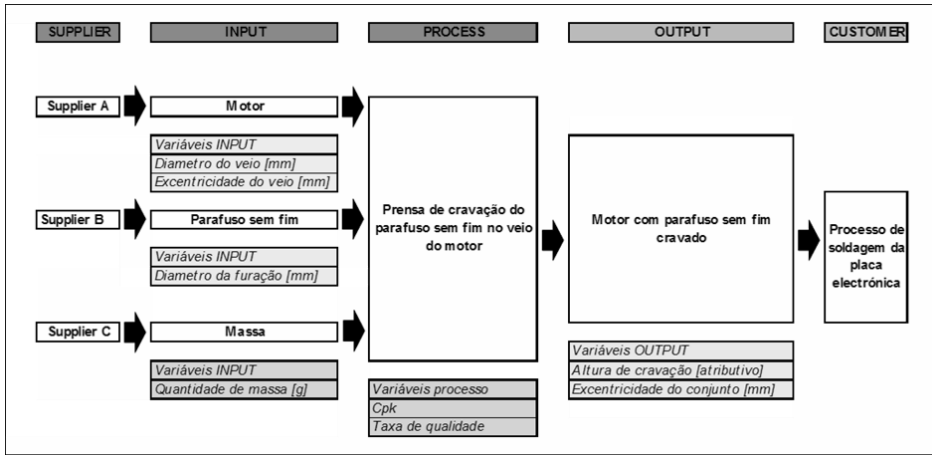 SUPPLIER
INPUT
PROCESS
OUTPUT
CUSTOMER
Supplier A
Motor
Variáveis INPUT
Diametro do veio [mm]
Excentricidade do veio [mm]
Supplier B
Parafuso sem fim
Variáveis INPUT
Diametro da furação [mm]
Supplier C
Massa
Variáveis INPUT
Quantidade de massa [g]
Prensa de cravação do
parafuso sem fim no veio
do motor
Variáveis processo
Cpk
Taxa de qualidade
Motor com parafuso sem fim
cravado
Variáveis OUTPUT
Altura de cravação [atributivo]
Excentricidade do conjunto [mm]
Processo de
soldagem da
placa
electrónica